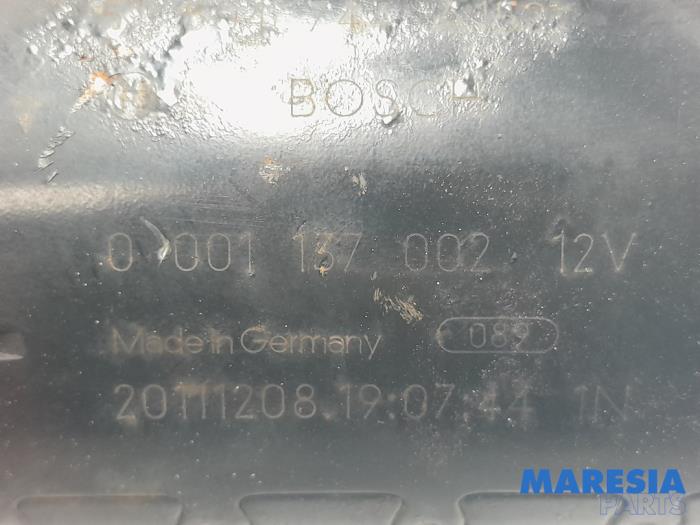 BOSCH
0 001 137 002 12V
Made in Germany 089
20111208.19:07:44 1N
MARESIA
PARTS